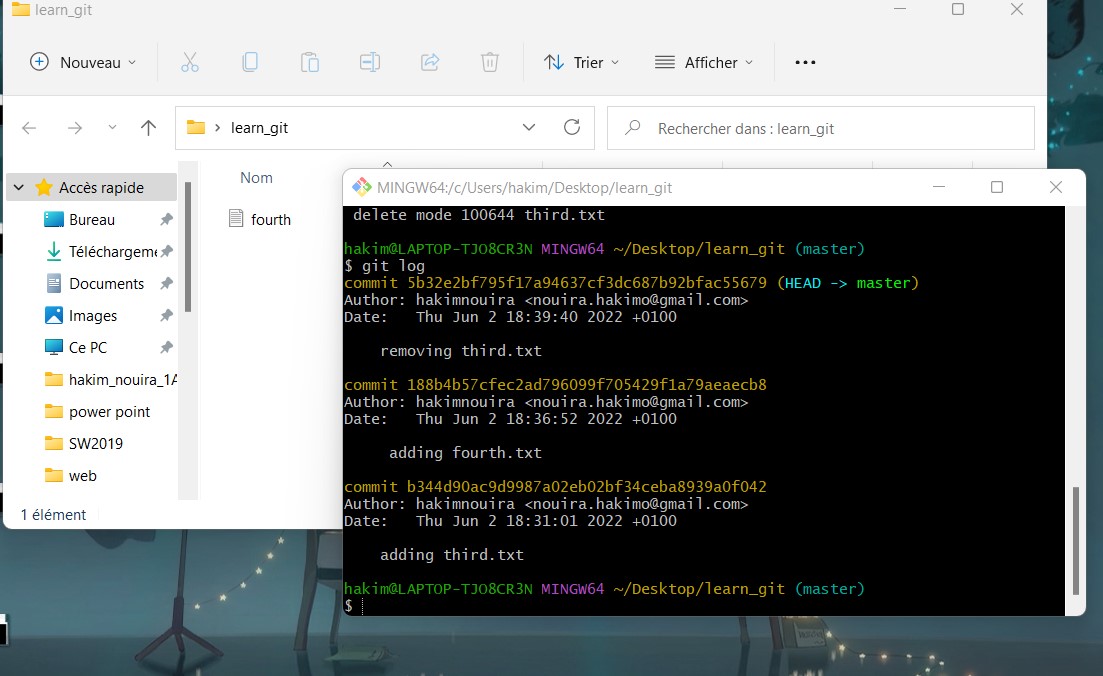 learn_git
Nouveau
Trier
Afficher
learn_git
Rechercher dans : learn_git
Accès rapide
Bureau
Téléchargeme
Documents
Images
Ce PC
hakim_nouira_1A
power point
SW2019
web
1 élément
Nom
fourth
MINGW64:/c/Users/hakim/Desktop/learn_git
delete mode 100644 third.txt
hakim@LAPTOP-TJO8CR3N MINGW64 ~/Desktop/learn_git (master)
$ git log
commit 5b32e2bf795f17a94637cf3dc687b92bfac55679 (HEAD -> master)
Author: hakimnouira <nouira.hakimo@gmail.com>
Date:   Thu Jun 2 18:39:40 2022 +0100
removing third.txt
commit 188b4b57cfec2ad796099f705429f1a79aeaecb8
Author: hakimnouira <nouira.hakimo@gmail.com>
Date:   Thu Jun 2 18:36:52 2022 +0100
adding fourth.txt
commit b344d90ac9d9987a02eb02bf34ceba8939a0f042
Author: hakimnouira <nouira.hakimo@gmail.com>
Date:   Thu Jun 2 18:31:01 2022 +0100
adding third.txt
hakim@LAPTOP-TJO8CR3N MINGW64 ~/Desktop/learn_git (master)
$